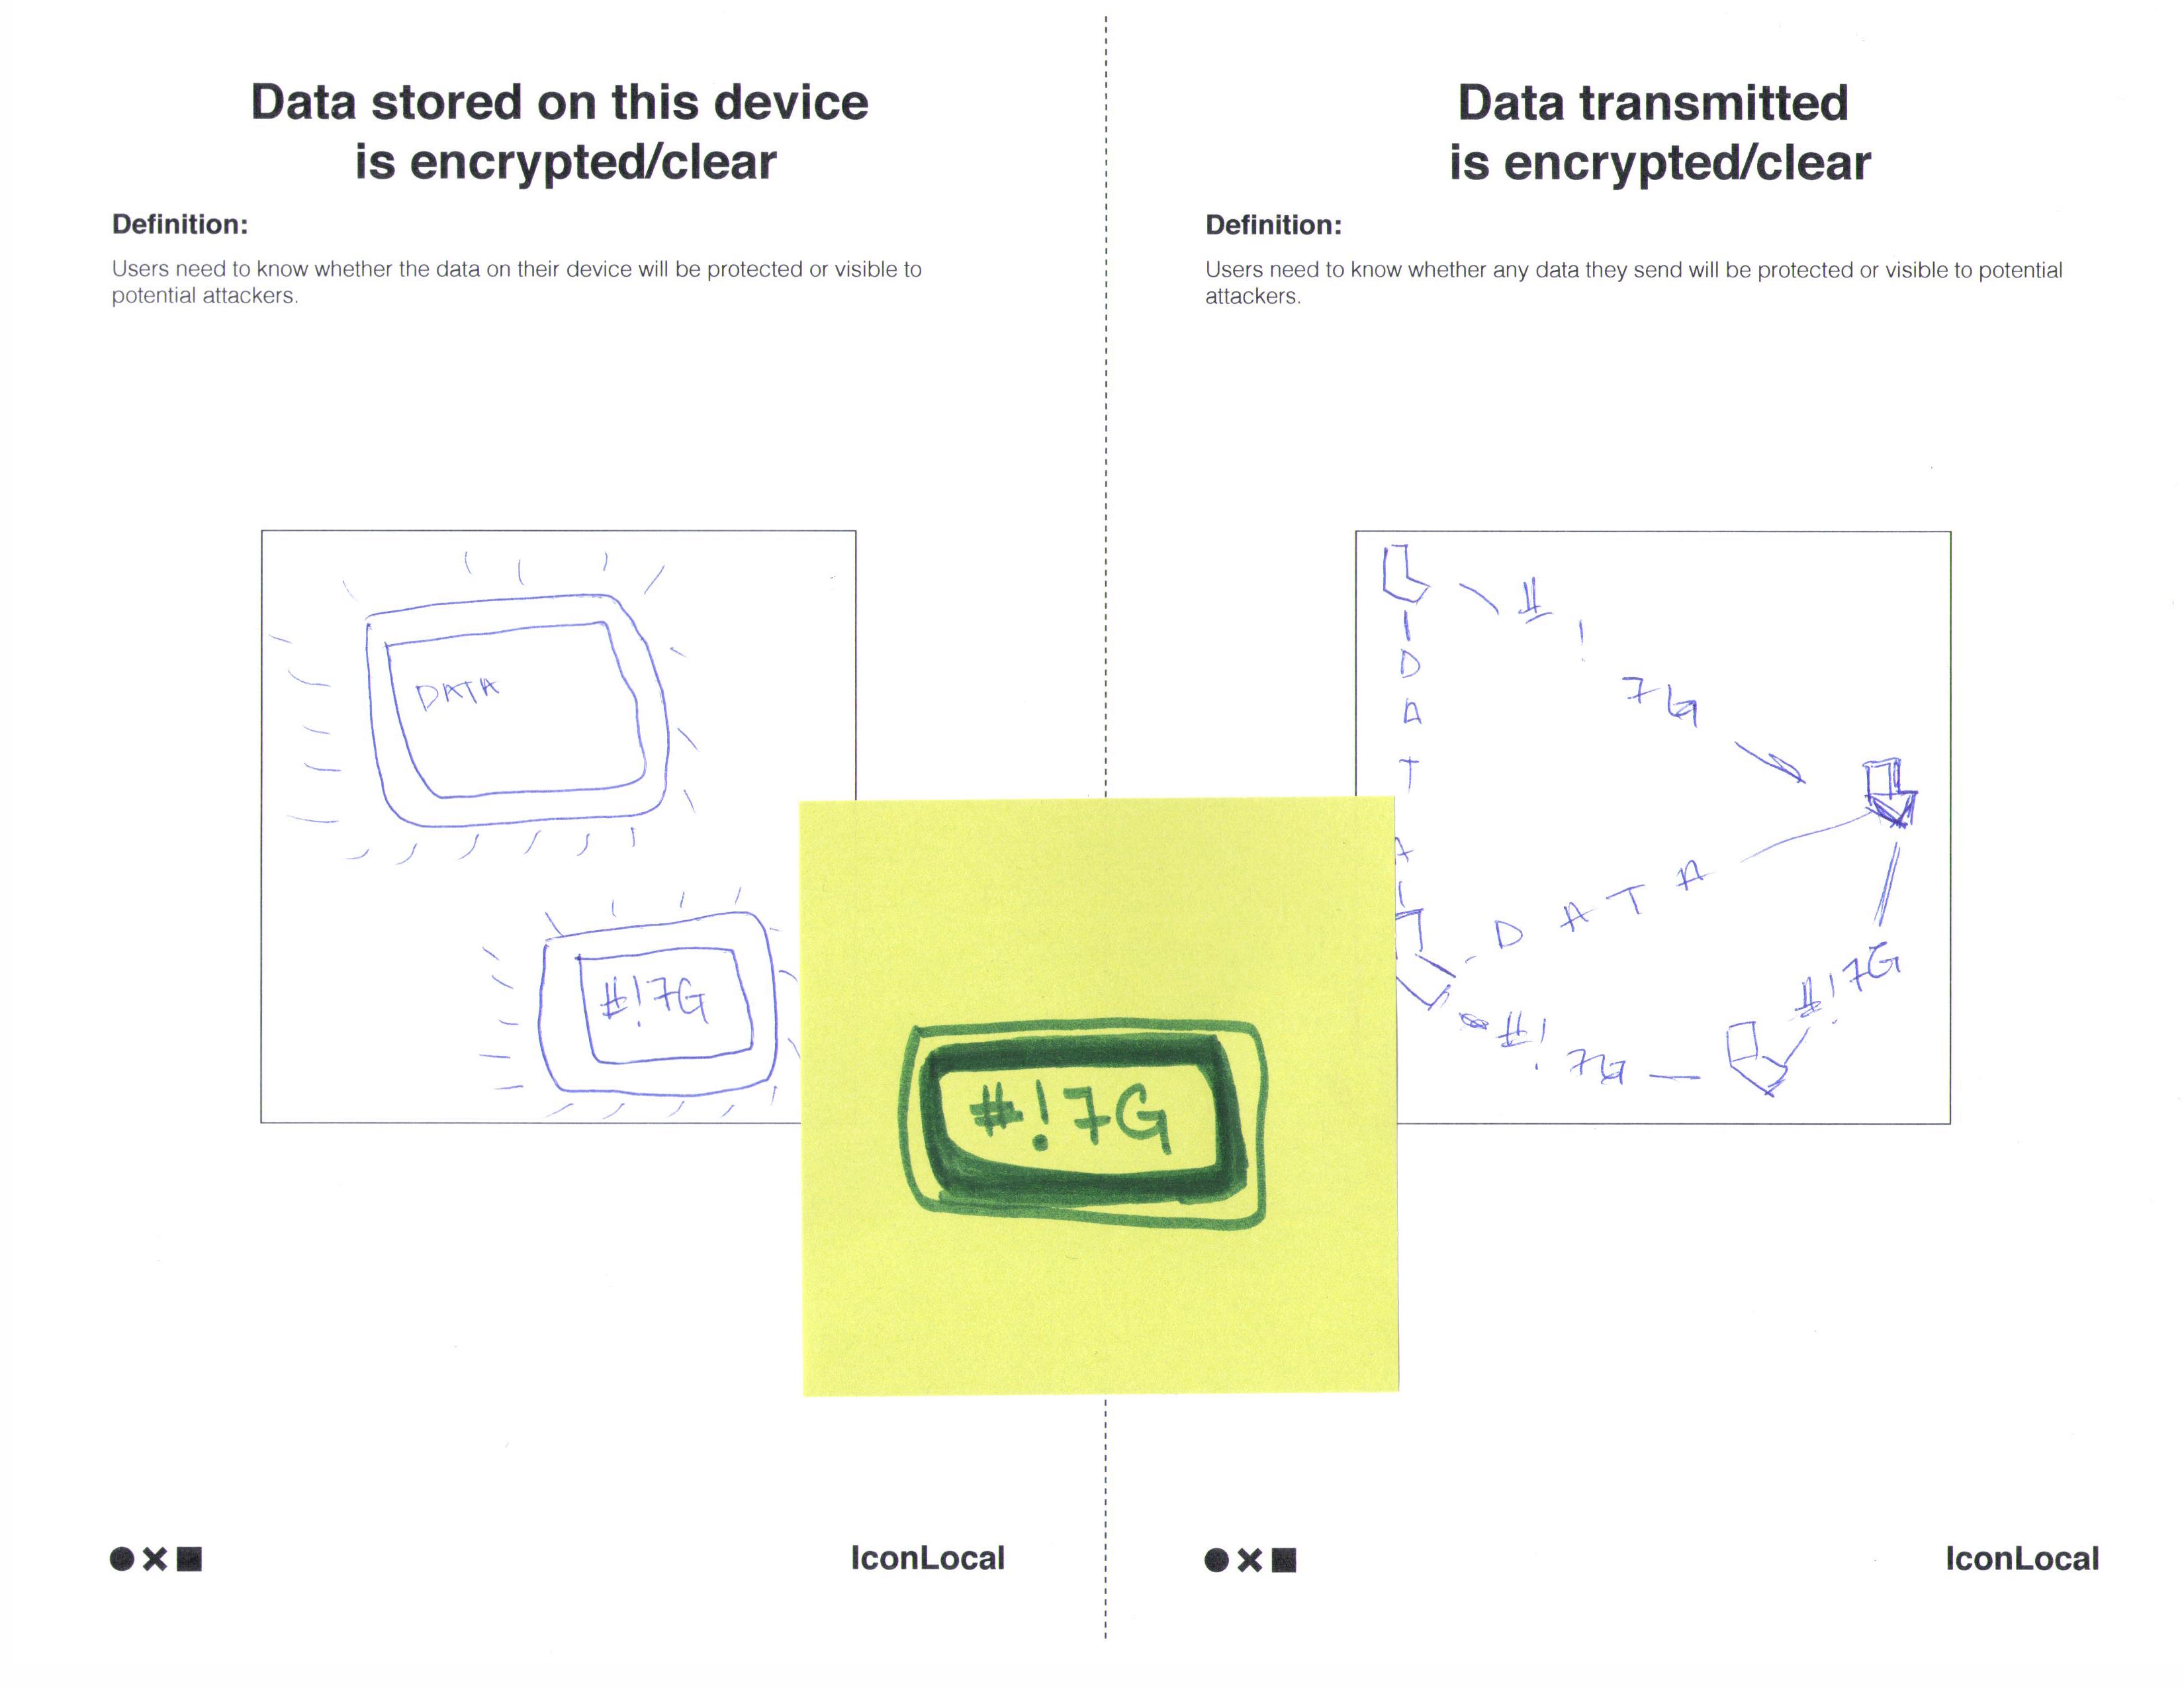 Data stored on this device
is encrypted/clear
Definition:
Users need to know whether the data on their device will be protected or visible to
potential attackers.
DATA
#!7G
IconLocal
Data transmitted
is encrypted/clear
Definition:
Users need to know whether any data they send will be protected or visible to potential
attackers.
#!7G
DATA
DATA
#!7G
#!7G
IconLocal
#!7G